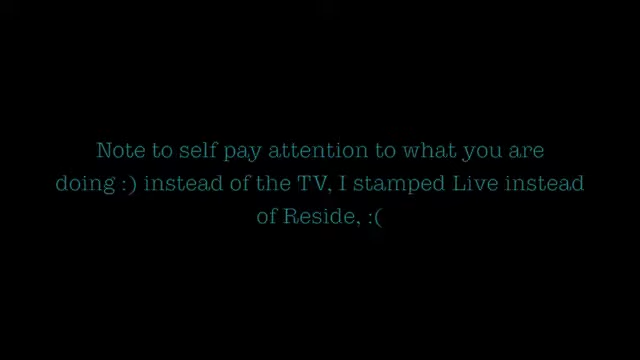 Note to self pay attention to what you are
doing :) instead of the TV, I stamped Live instead
of Reside, :(